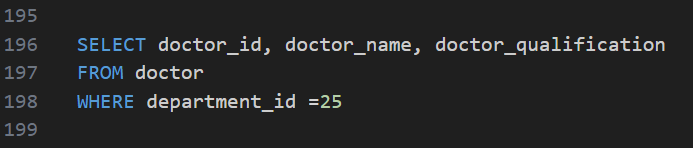 195
196 SELECT doctor_id, doctor_name, doctor_qualification
197 FROM doctor
198 WHERE department_id =25
199